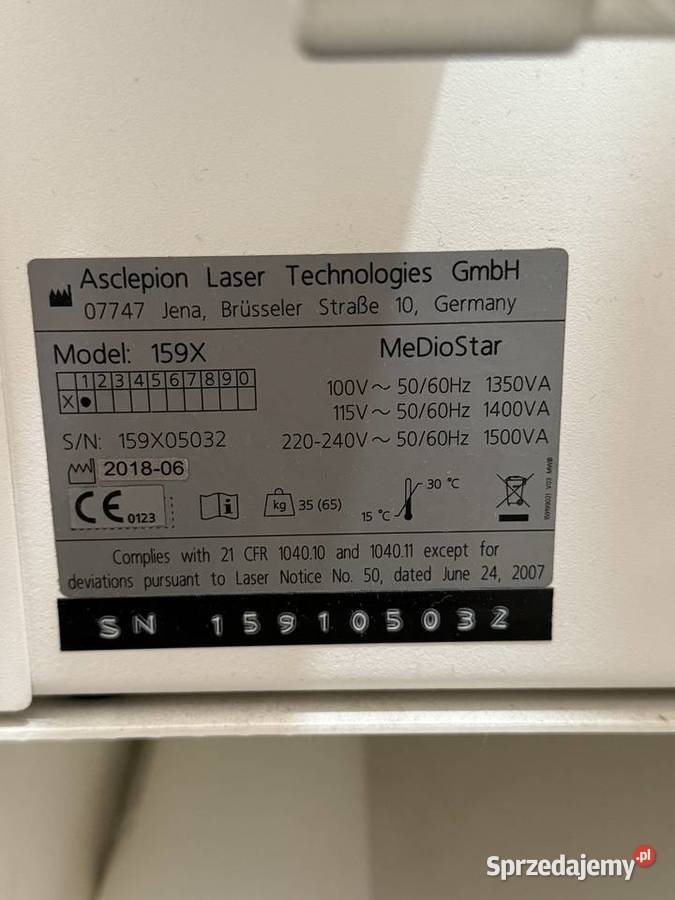 Asclepion Laser Technologies GmbH
07747 Jena, Brüsseler Straße 10, Germany
Model: 159X
MeDioStar
1 2 3 4 5 6 7 8 9 0
X ●
100V ~ 50/60Hz 1350VA
115V ~ 50/60Hz 1400VA
S/N: 159X05032
220-240V ~ 50/60Hz 1500VA
2018-06
CE 0123
i
kg 35 (65)
15 °C
30 °C
Complies with 21 CFR 1040.10 and 1040.11 except for
deviations pursuant to Laser Notice No. 50, dated June 24, 2007
SN 159105032
Sprzedajemy.pl